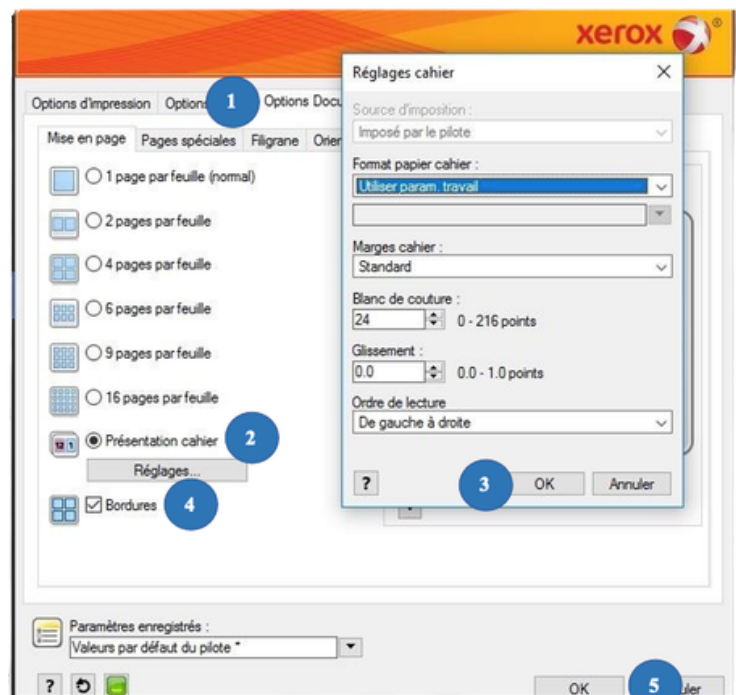 xerox
Options d'impression Options 1 Options Docu
Mise en page Pages spéciales Filigrane Orien
1 page par feuille (normal)
2 pages par feuille
4 pages par feuille
6 pages par feuille
9 pages par feuille
16 pages par feuille
Présentation cahier 2
Réglages...
Bordures 4
Réglages cahier
Source d'imposition :
Imposé par le pilote
Format papier cahier :
Utiliser param. travail
Marges cahier :
Standard
Blanc de couture :
24 0 - 216 points
Glissement :
0.0 0.0 - 1.0 points
Ordre de lecture
De gauche à droite
? 3 OK Annuler
Paramètres enregistrés :
Valeurs par défaut du pilote *
? OK 5 uler